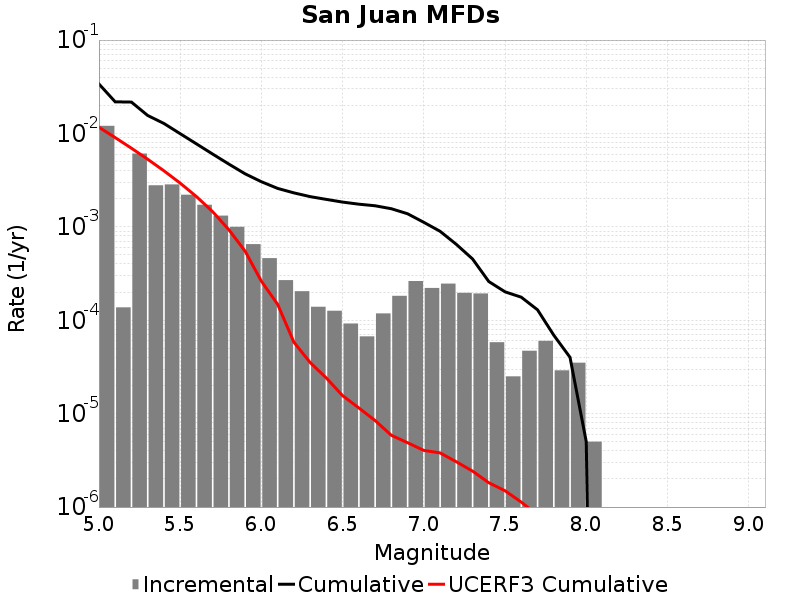 San Juan MFDs
10-1
10-2
10-3
10-4
10-5
10-6
Rate (1/yr)
5.0 5.5 6.0 6.5 7.0 7.5 8.0 8.5 9.0
Magnitude
Incremental Cumulative UCERF3 Cumulative